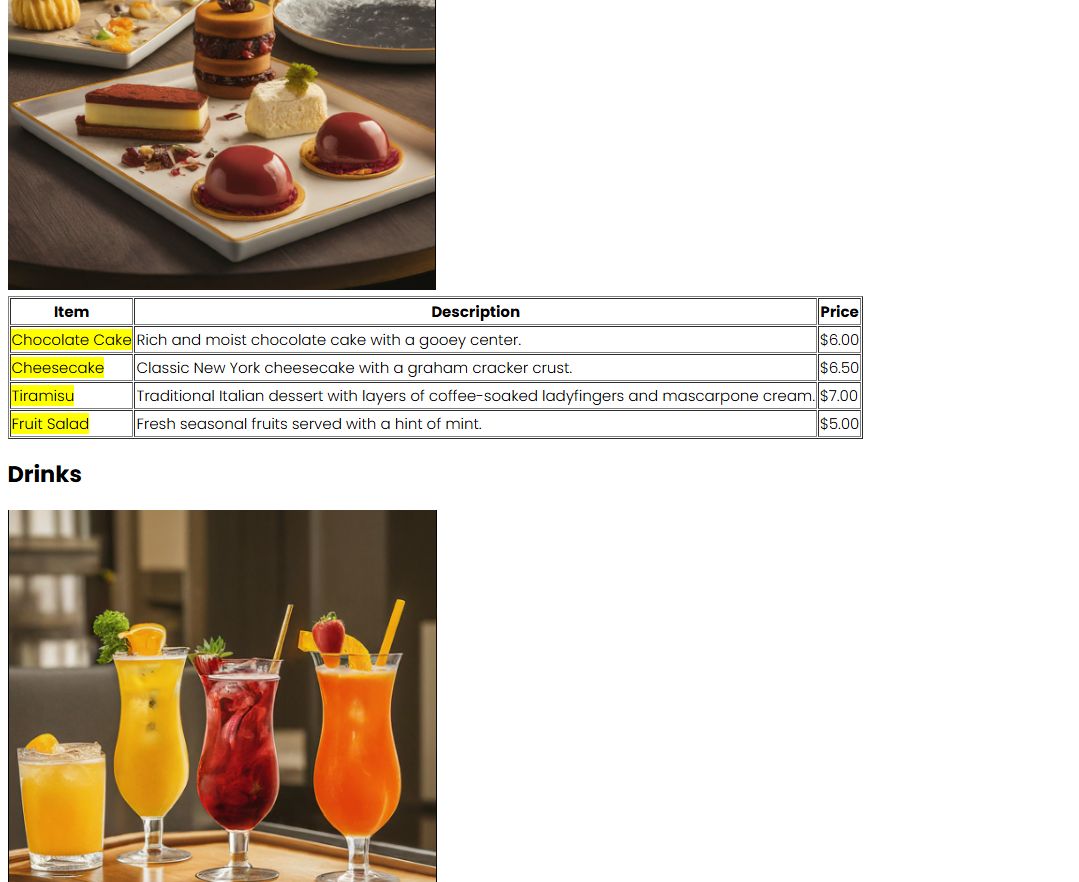 Item Description Price
Chocolate Cake Rich and moist chocolate cake with a gooey center. $6.00
Cheesecake Classic New York cheesecake with a graham cracker crust. $6.50
Tiramisu Traditional Italian dessert with layers of coffee-soaked ladyfingers and mascarpone cream. $7.00
Fruit Salad Fresh seasonal fruits served with a hint of mint. $5.00
Drinks